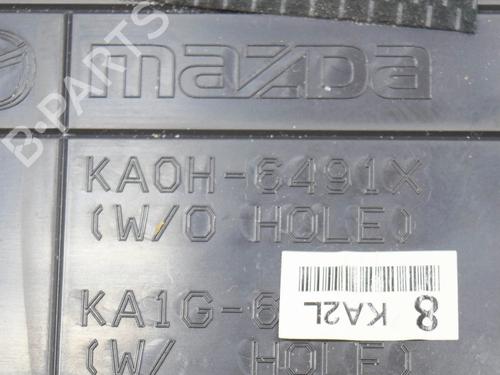 mazda
B-PARTS
KA0H-6491X
(W/O HOLE)
KA1G-6
(W/ HOLE)
8 KA2L